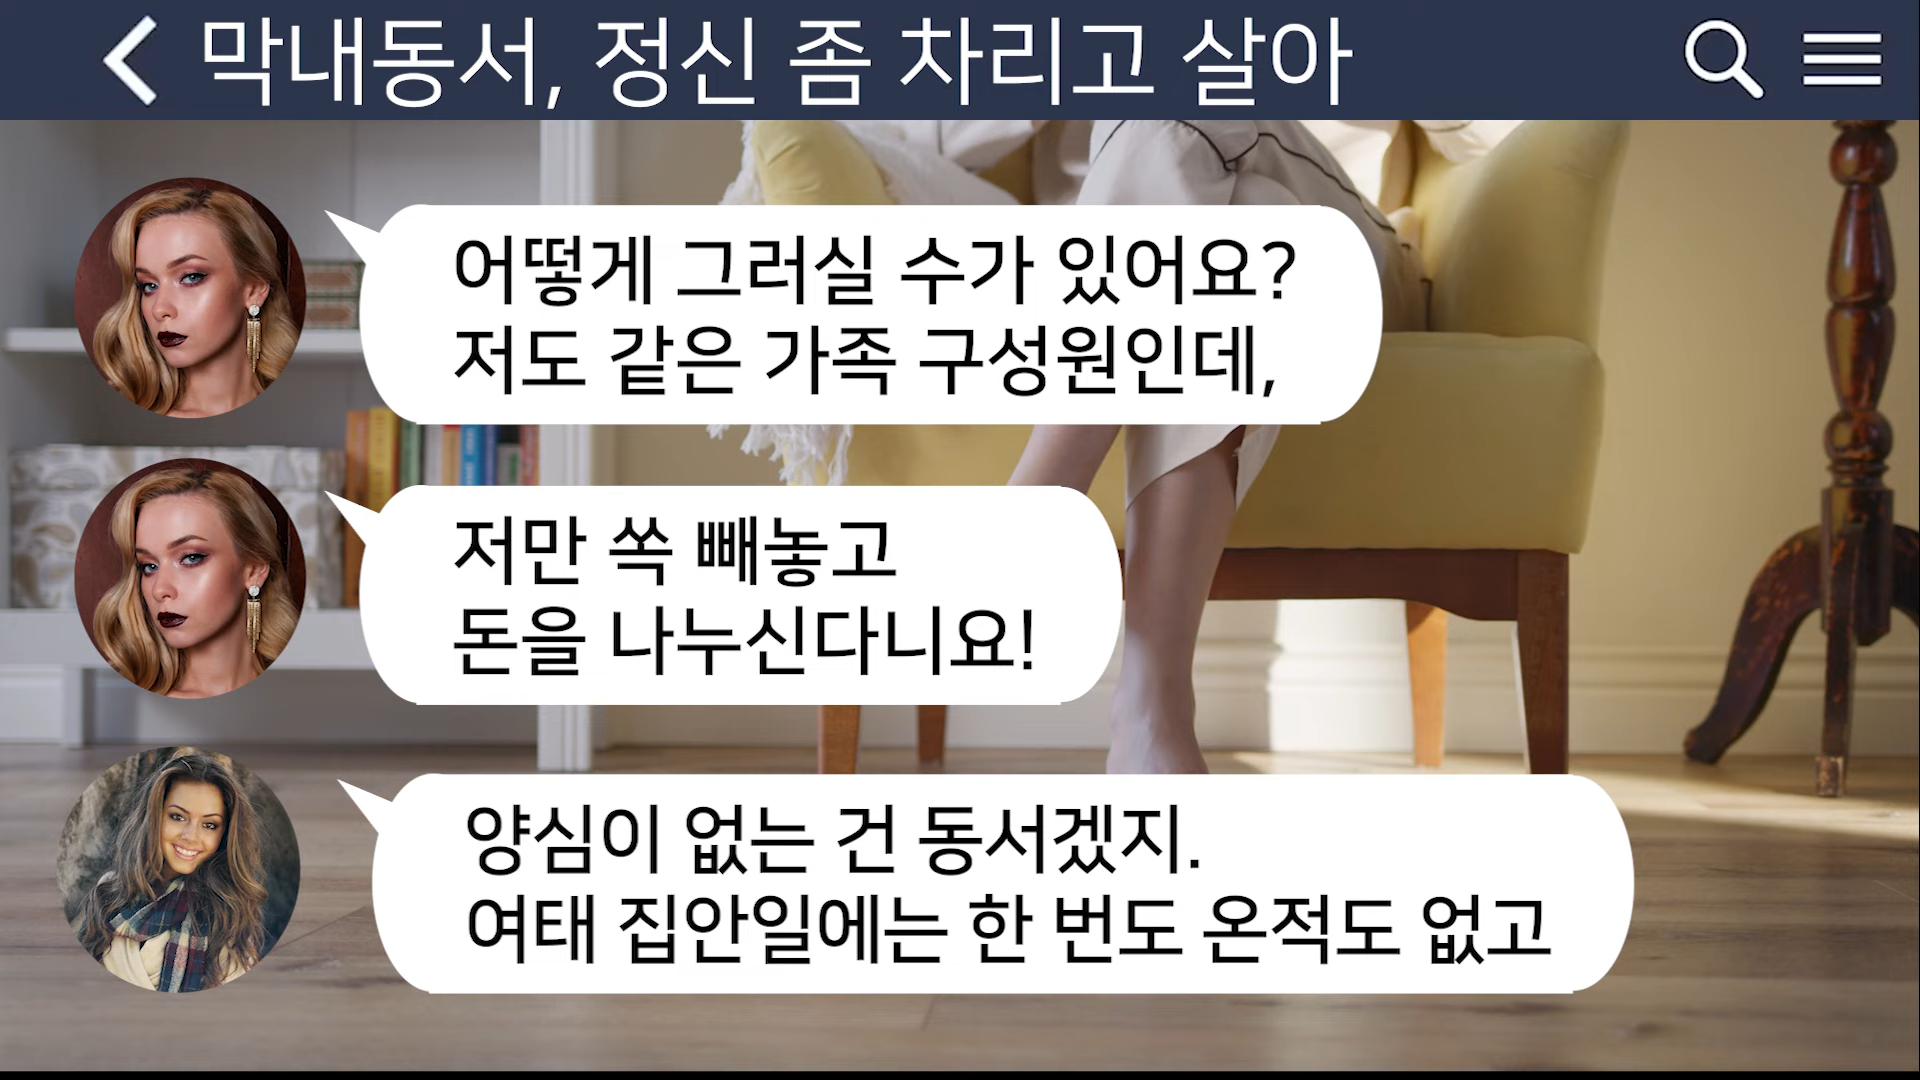 막내동서, 정신 좀 차리고 살아
어떻게 그러실 수가 있어요?
저도 같은 가족 구성원인데,
저만 쏙 빼놓고
돈을 나누신다니요!
양심이 없는 건 동서겠지.
여태 집안일에는 한 번도 온적도 없고